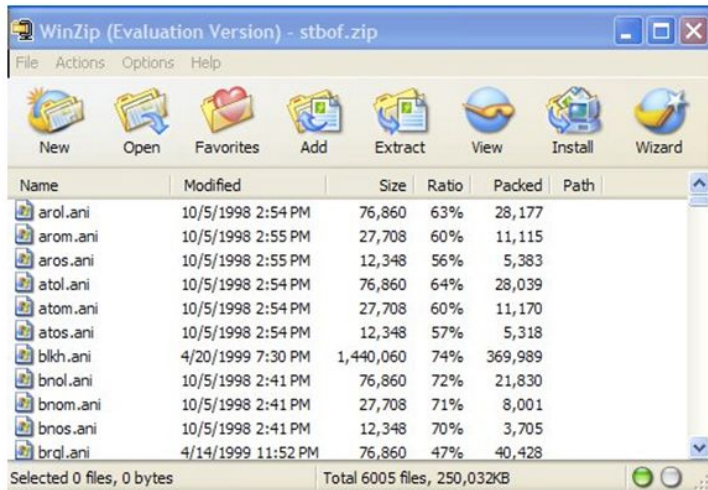 WinZip (Evaluation Version) - stbof.zip
File Actions Options Help
New Open Favorites Add Extract View Install Wizard
Name Modified Size Ratio Packed Path
arol.ani 10/5/1998 2:54 PM 76,860 63% 28,177
arom.ani 10/5/1998 2:55 PM 27,708 60% 11,115
aros.ani 10/5/1998 2:55 PM 12,348 56% 5,383
atol.ani 10/5/1998 2:54 PM 76,860 64% 28,039
atom.ani 10/5/1998 2:54 PM 27,708 60% 11,170
atos.ani 10/5/1998 2:54 PM 12,348 57% 5,318
blkh.ani 4/20/1999 7:30 PM 1,440,060 74% 369,989
bnol.ani 10/5/1998 2:41 PM 76,860 72% 21,830
bnom.ani 10/5/1998 2:41 PM 27,708 71% 8,001
bnos.ani 10/5/1998 2:41 PM 12,348 70% 3,705
brgl.ani 4/14/1999 11:52 PM 76,860 47% 40,428
Selected 0 files, 0 bytes Total 6005 files, 250,032KB